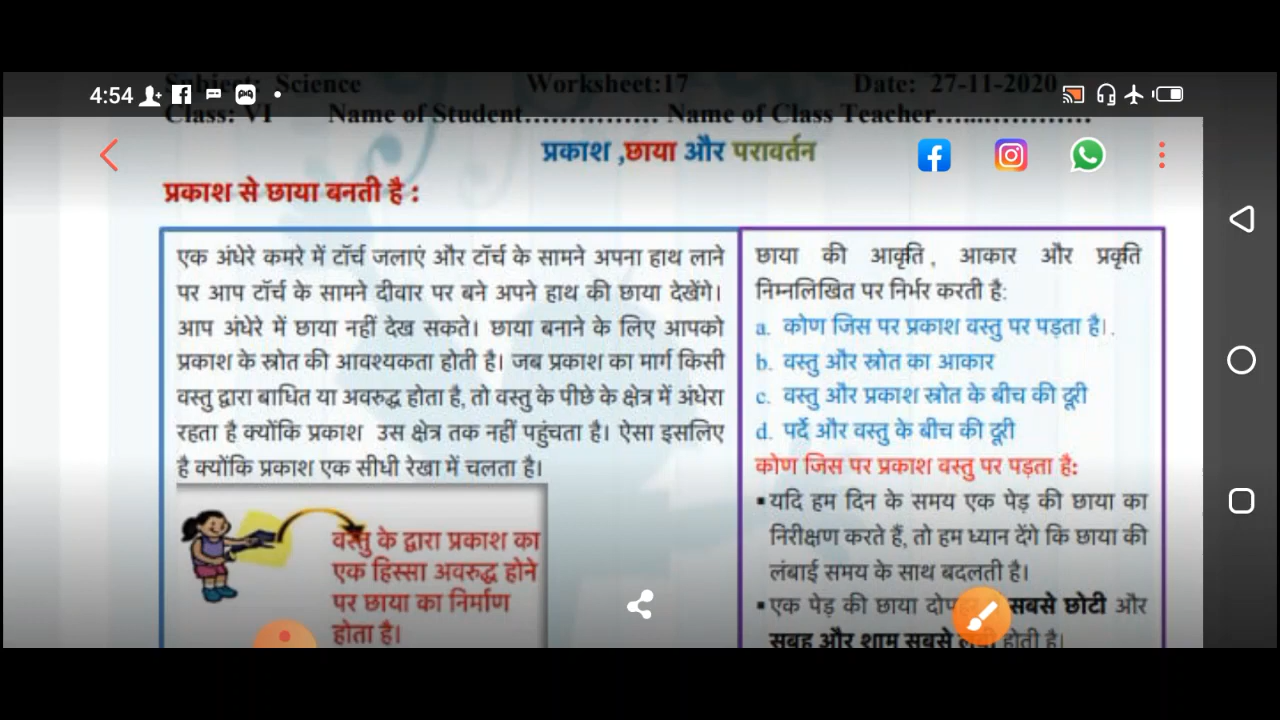 4:54
Subject: Science Worksheet:17 Date: 27-11-2020
Class: VI Name of Student............... Name of Class Teacher..................
प्रकाश ,छाया और परावर्तन
प्रकाश से छाया बनती है :
एक अंधेरे कमरे में टॉर्च जलाएं और टॉर्च के सामने अपना हाथ लाने
पर आप टॉर्च के सामने दीवार पर बने अपने हाथ की छाया देखेंगे।
आप अंधेरे में छाया नहीं देख सकते। छाया बनाने के लिए आपको
प्रकाश के स्रोत की आवश्यकता होती है। जब प्रकाश का मार्ग किसी
वस्तु द्वारा बाधित या अवरुद्ध होता है, तो वस्तु के पीछे के क्षेत्र में अंधेरा
रहता है क्योंकि प्रकाश उस क्षेत्र तक नहीं पहुंचता है। ऐसा इसलिए
है क्योंकि प्रकाश एक सीधी रेखा में चलता है।
वस्तु के द्वारा प्रकाश का
एक हिस्सा अवरुद्ध होने
पर छाया का निर्माण
होता है।
छाया की आवृति, आकार और प्रकृति
निम्नलिखित पर निर्भर करती है:
a. कोण जिस पर प्रकाश वस्तु पर पड़ता है।.
b. वस्तु और स्रोत का आकार
c. वस्तु और प्रकाश स्रोत के बीच की दूरी
d. पर्दे और वस्तु के बीच की दूरी
कोण जिस पर प्रकाश वस्तु पर पड़ता है:
▪यदि हम दिन के समय एक पेड़ की छाया का
निरीक्षण करते हैं, तो हम ध्यान देंगे कि छाया की
लंबाई समय के साथ बदलती है।
▪एक पेड़ की छाया सबसे छोटी और
सुबह और शाम सबसे होती है।